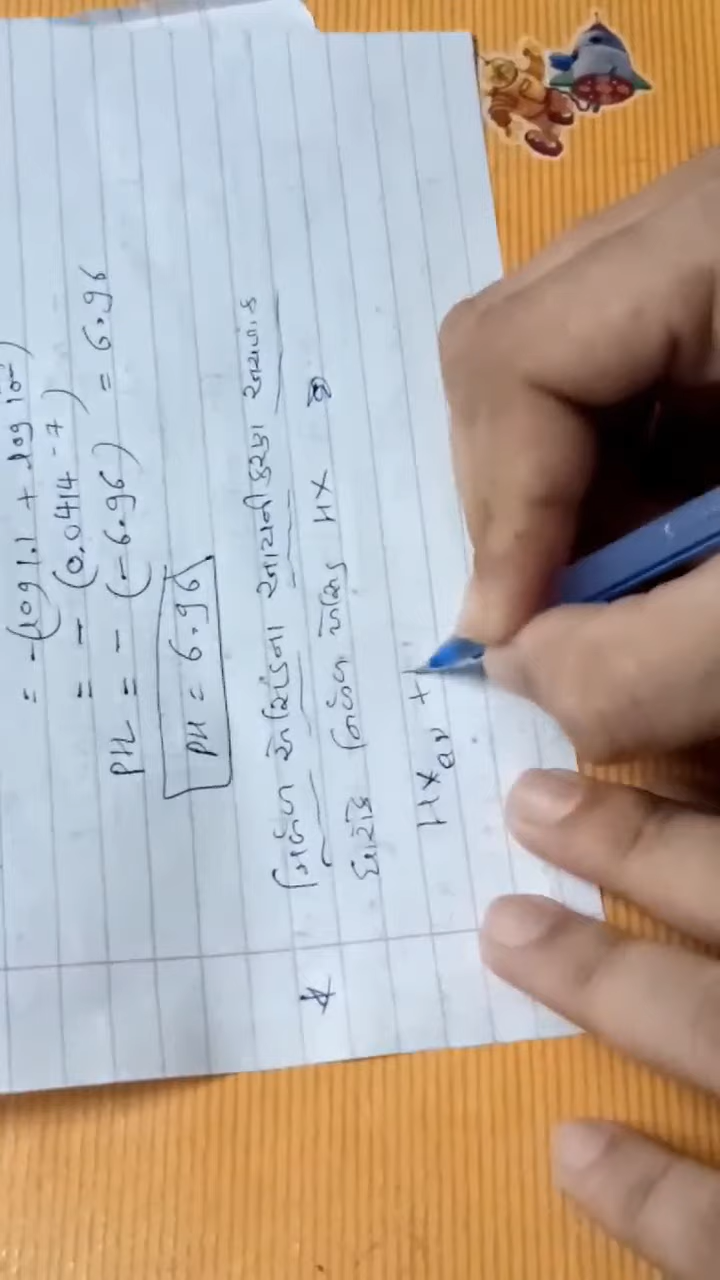 = -(log 1.1 + log 10⁻⁷)
= - (0.0414 - 7)
PH = - (-6.96) = 6.96
PH = 6.96
* નિર્બળ એસિડના આયનીકરણ અચળાંક
ધારોકે નિર્બળ એસિડ HX છે
HX aq +